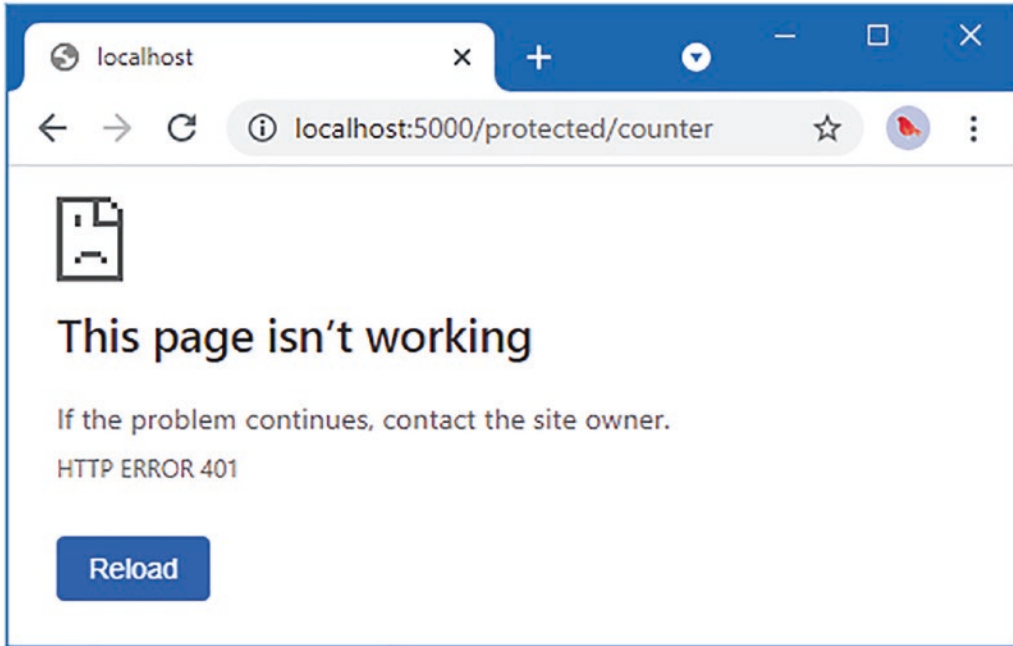 localhost
localhost:5000/protected/counter
This page isn’t working
If the problem continues, contact the site owner.
HTTP ERROR 401
Reload